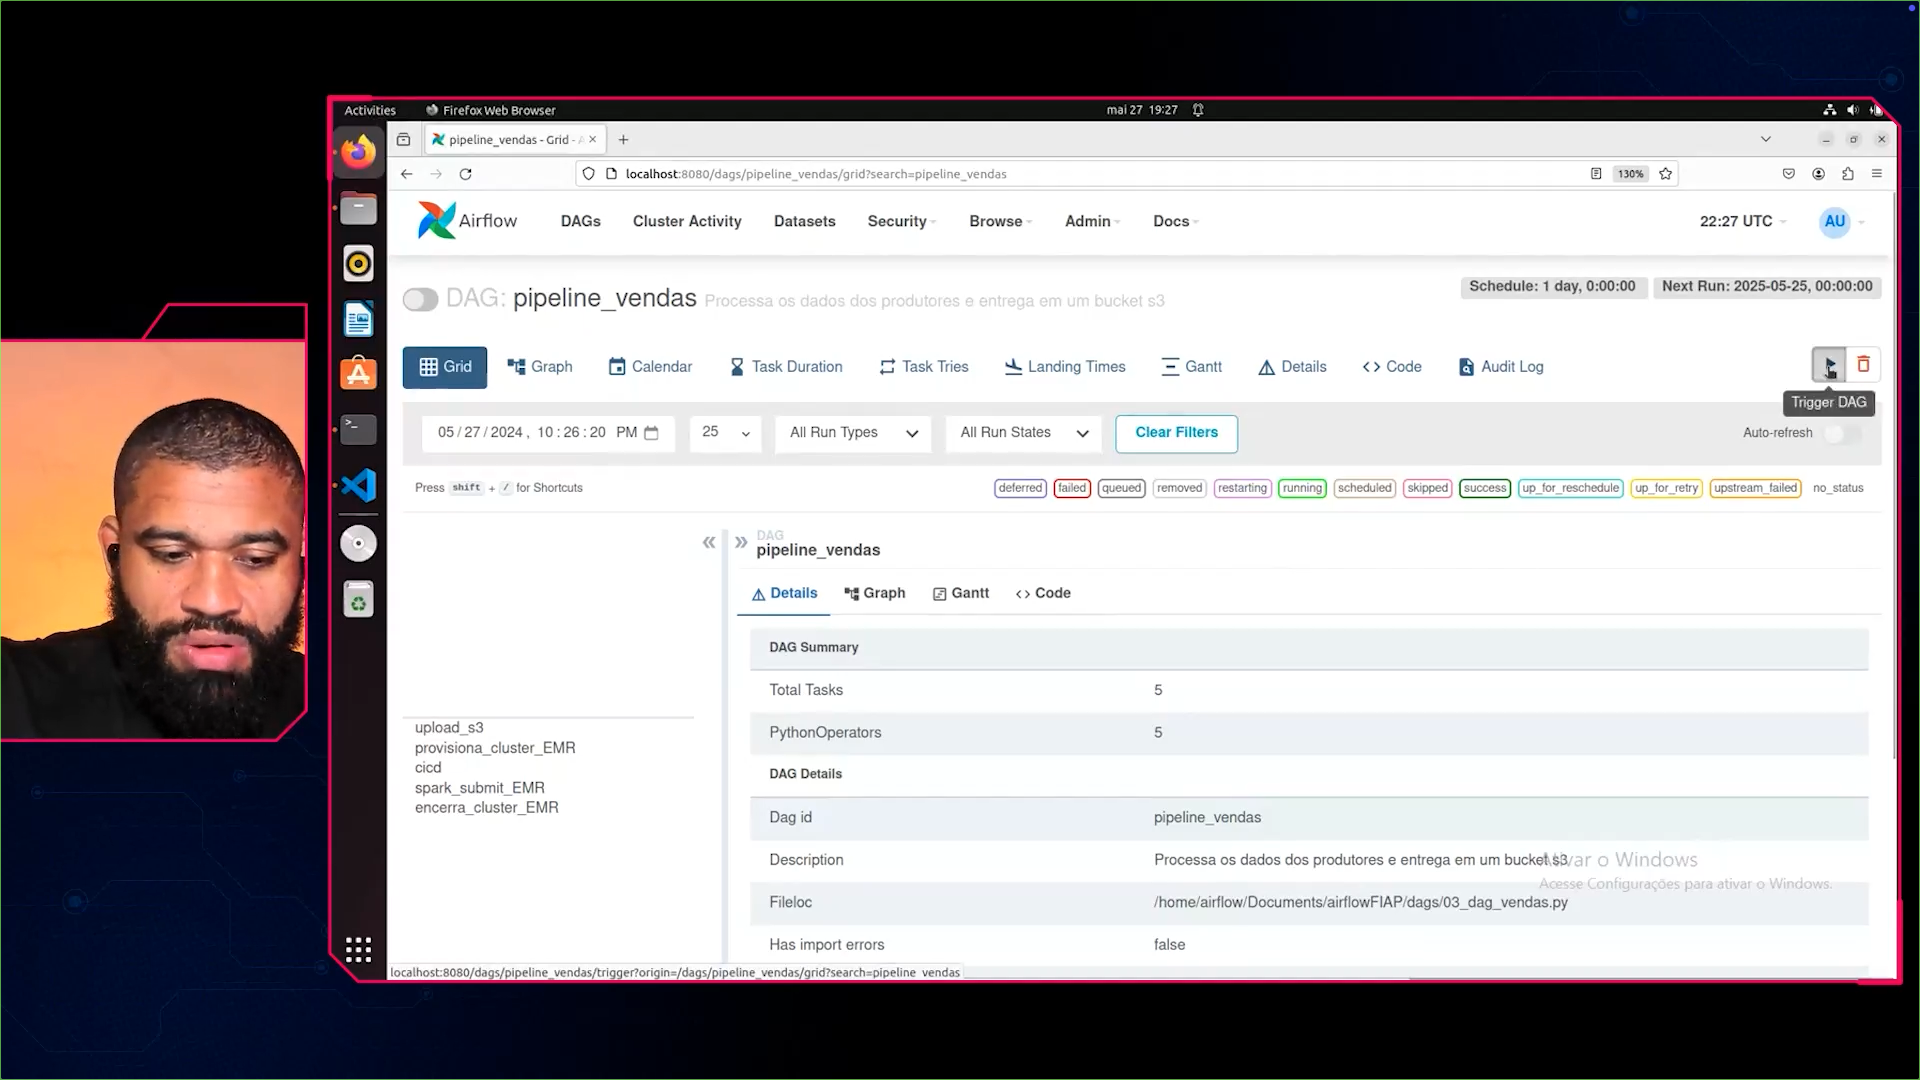 Activities
Firefox Web Browser
mai 27 19:27
pipeline_vendas - Grid -
localhost:8080/dags/pipeline_vendas/grid?search=pipeline_vendas
130%
Airflow
DAGs
Cluster Activity
Datasets
Security
Browse
Admin
Docs
22:27 UTC
AU
DAG: pipeline_vendas Processa os dados dos produtores e entrega em um bucket s3
Schedule: 1 day, 0:00:00
Next Run: 2025-05-25, 00:00:00
Grid
Graph
Calendar
Task Duration
Task Tries
Landing Times
Gantt
Details
<> Code
Audit Log
Trigger DAG
05/27/2024, 10:26:20 PM
25
All Run Types
All Run States
Clear Filters
Auto-refresh
Press shift + / for Shortcuts
deferred
failed
queued
removed
restarting
running
scheduled
skipped
success
up_for_reschedule
up_for_retry
upstream_failed
no_status
DAG
pipeline_vendas
Details
Graph
Gantt
<> Code
DAG Summary
Total Tasks 5
PythonOperators 5
DAG Details
Dag id pipeline_vendas
Description Processa os dados dos produtores e entrega em um bucket s3
Fileloc /home/airflow/Documents/airflowFIAP/dags/03_dag_vendas.py
Has import errors false
upload_s3
provisiona_cluster_EMR
cicd
spark_submit_EMR
encerra_cluster_EMR
Ativar o Windows
Acesse Configurações para ativar o Windows.
localhost:8080/dags/pipeline_vendas/trigger?origin=/dags/pipeline_vendas/grid?search=pipeline_vendas